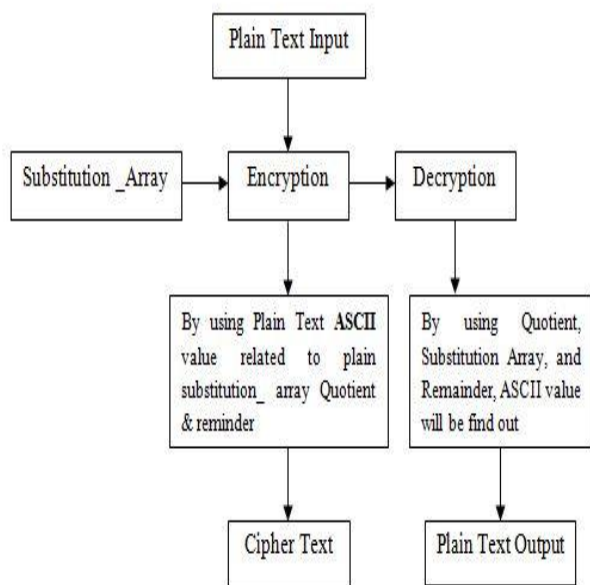 Plain Text Input
Substitution _Array
Encryption
Decryption
By using Plain Text ASCII
value related to plain
substitution_ array Quotient
& reminder
By using Quotient,
Substitution Array, and
Remainder, ASCII value
will be find out
Cipher Text
Plain Text Output